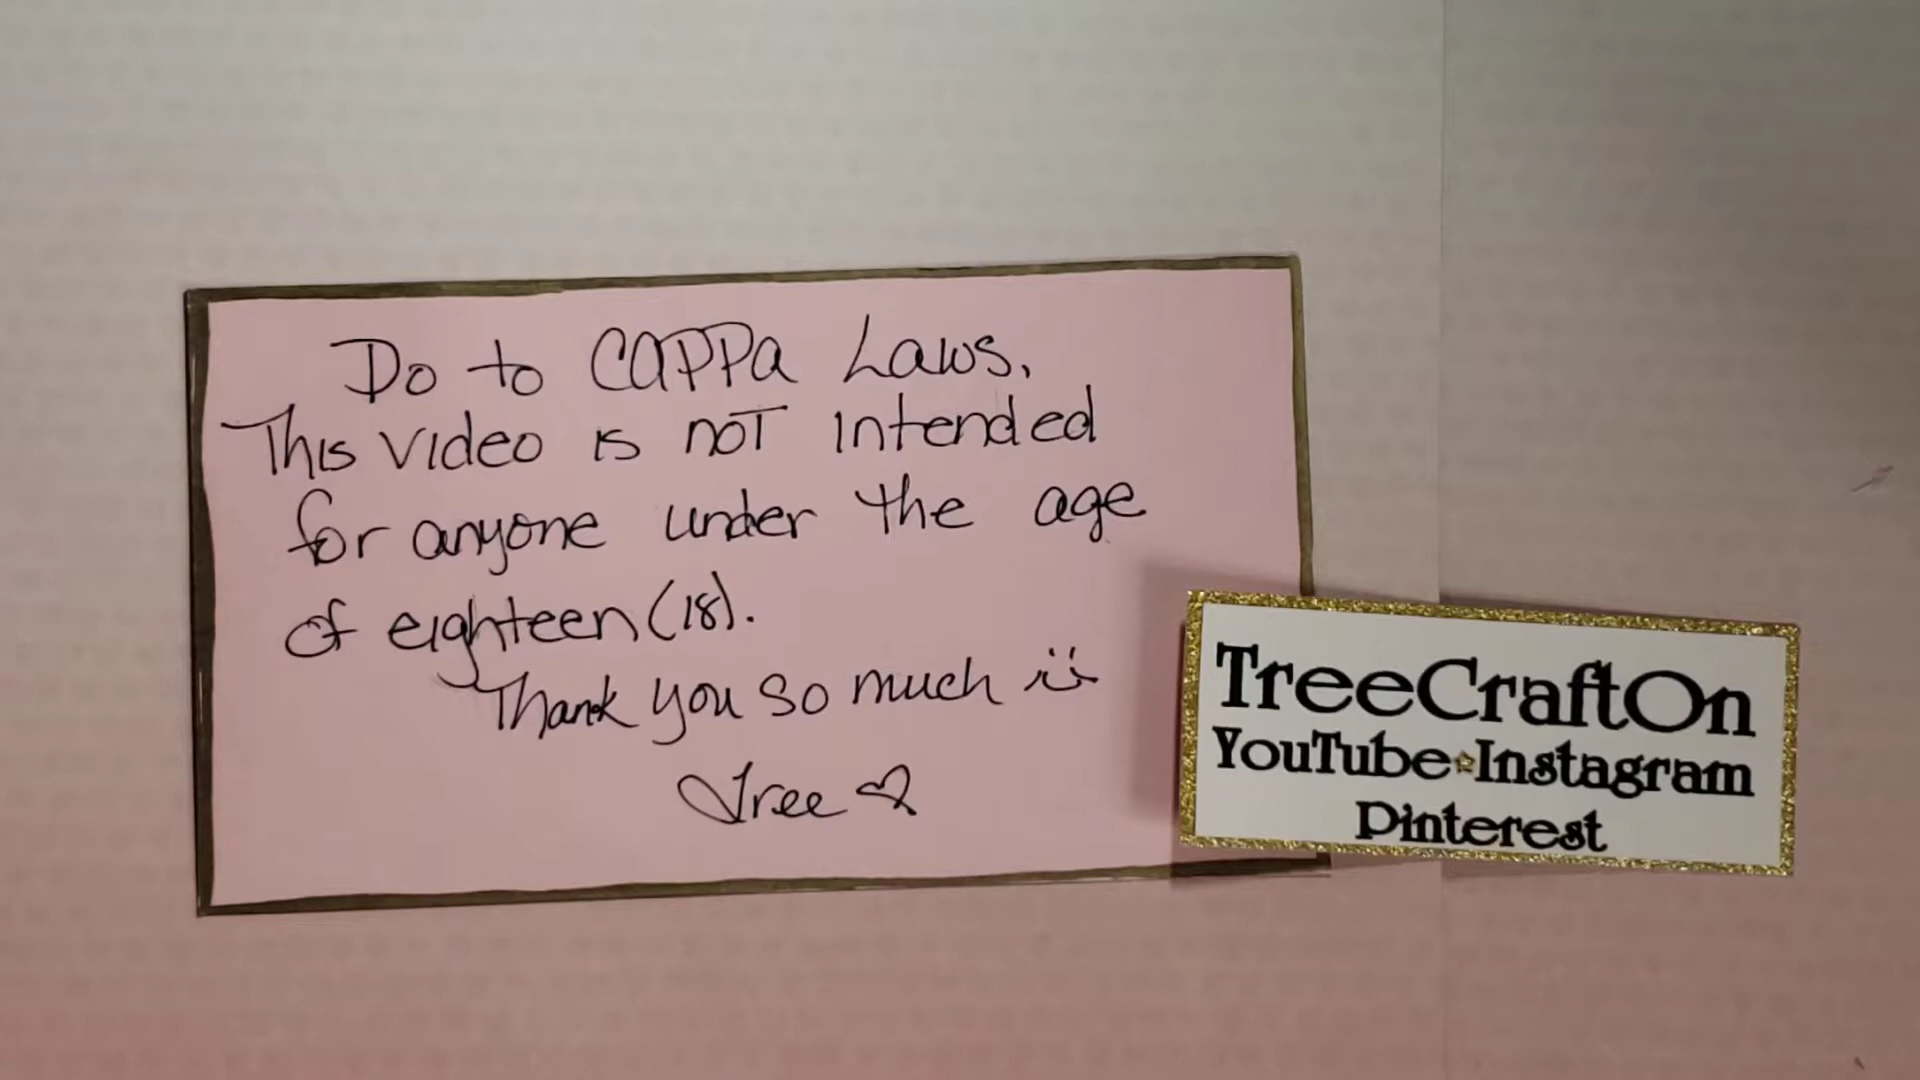 Do to CAPPA Laws.
This video is NOT intended
for anyone under the age
of eighteen (18).
Thank you so much
Tree
TreeCraftOn
YouTube Instagram
Pinterest